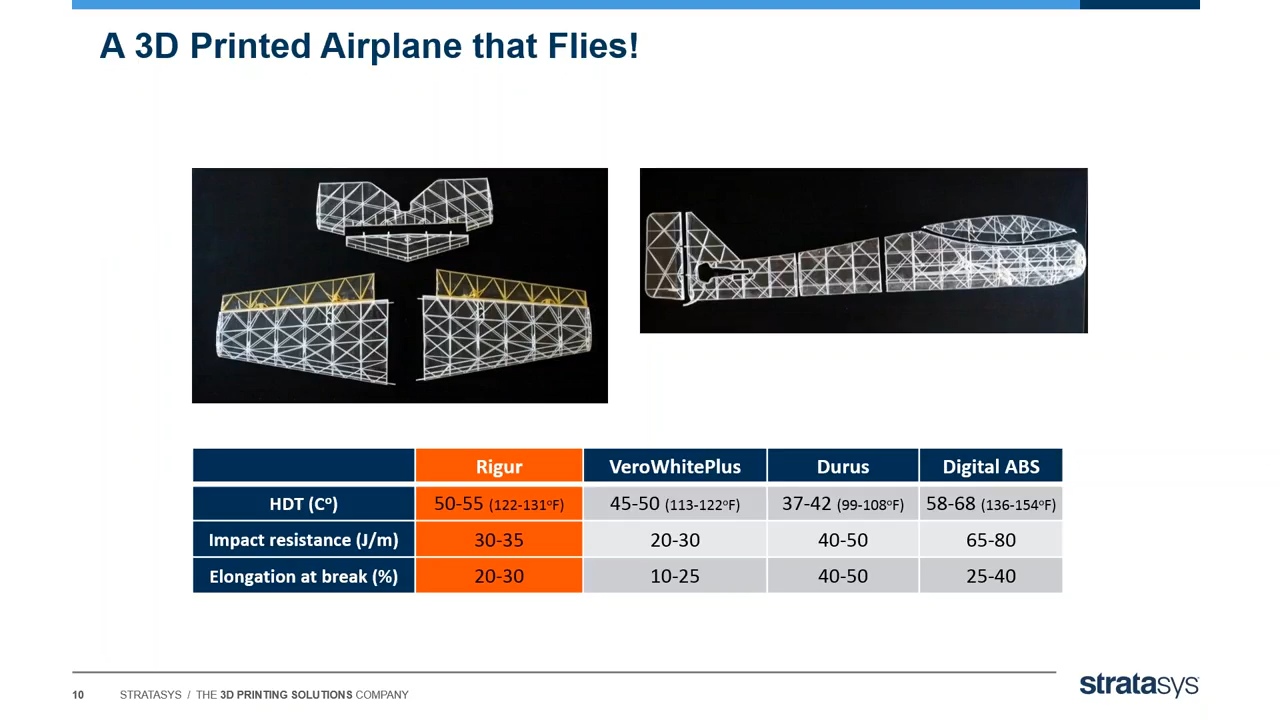 A 3D Printed Airplane that Flies!
Rigur VeroWhitePlus Durus Digital ABS
HDT (Cº) 50-55 (122-131ºF) 45-50 (113-122ºF) 37-42 (99-108ºF) 58-68 (136-154ºF)
Impact resistance (J/m) 30-35 20-30 40-50 65-80
Elongation at break (%) 20-30 10-25 40-50 25-40
10 STRATASYS / THE 3D PRINTING SOLUTIONS COMPANY
stratasys